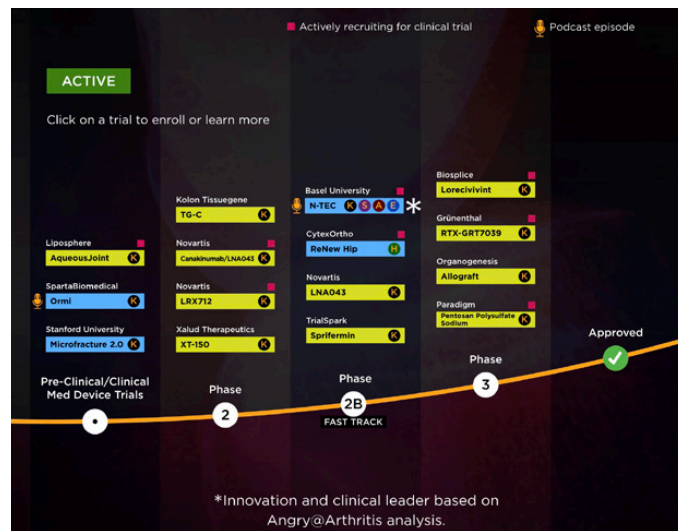 Actively recruiting for clinical trial
Podcast episode
ACTIVE
Click on a trial to enroll or learn more
Liposphere
AqueousJoint K
SpartaBiomedical
Ormi K
Stanford University
Microfracture 2.0 K
Pre-Clinical/Clinical
Med Device Trials
Kolon Tissuegene
TG-C K
Novartis
Canakinumab/LNA043 K
Novartis
LRX712 K
Xalud Therapeutics
XT-150 K
Phase
2
Basel University
N-TEC K S A E *
CytexOrtho
ReNew Hip H
Novartis
LNA043 K
TrialSpark
Sprifermin K
Phase
2B
FAST TRACK
Biosplice
Lorecivivint K
Grünenthal
RTX-GRT7039 K
Organogenesis
Allograft K
Paradigm
Pentosan Polysulfate
Sodium K
Phase
3
Approved
*Innovation and clinical leader based on
Angry@Arthritis analysis.